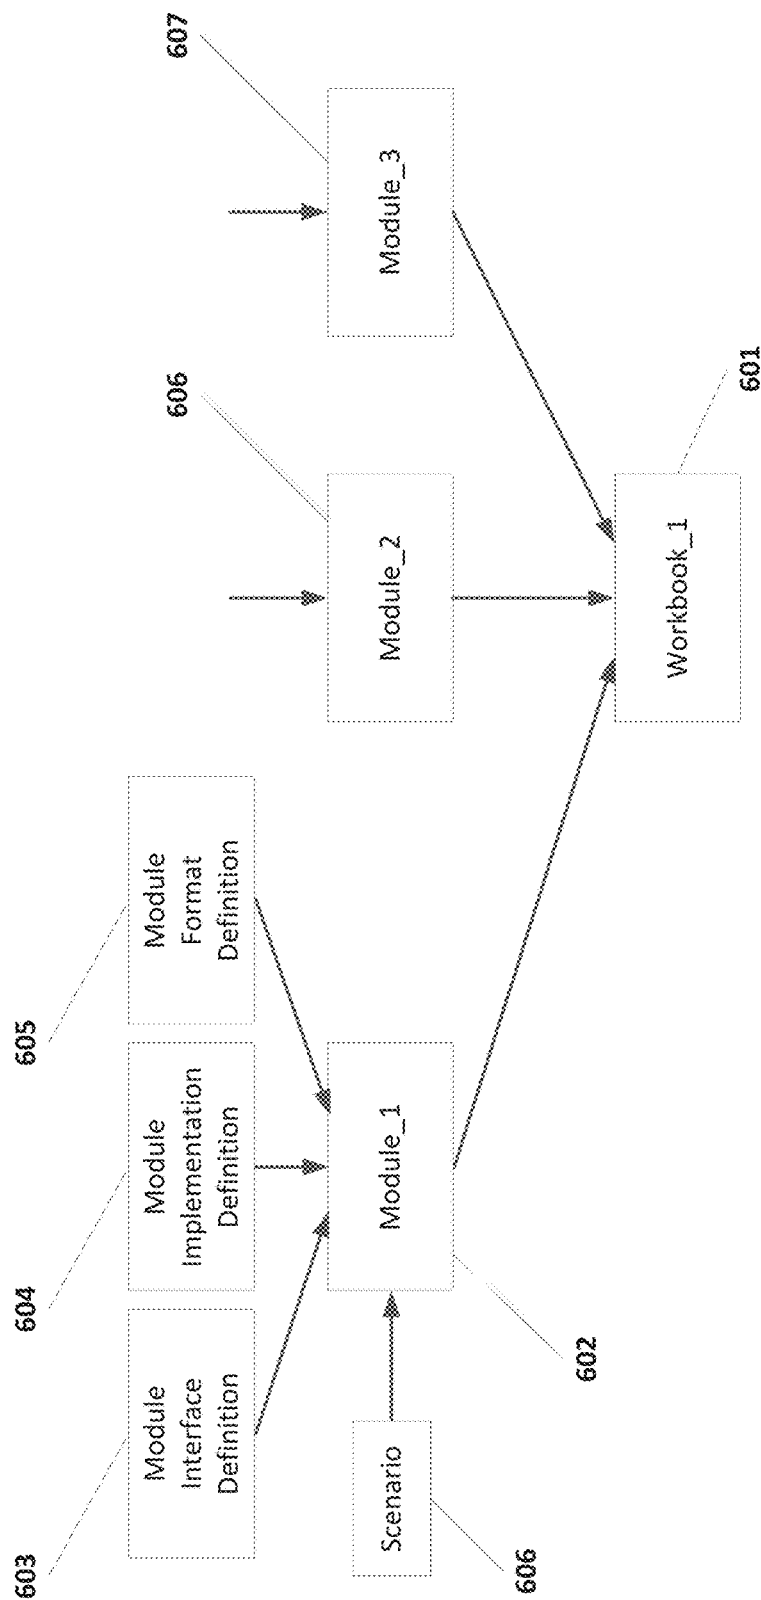 603
604
605
606
607
Module
Interface
Definition
Module
Implementation
Definition
Module
Format
Definition
Scenario
Module_1
Module_2
Module_3
606
602
Workbook_1
601